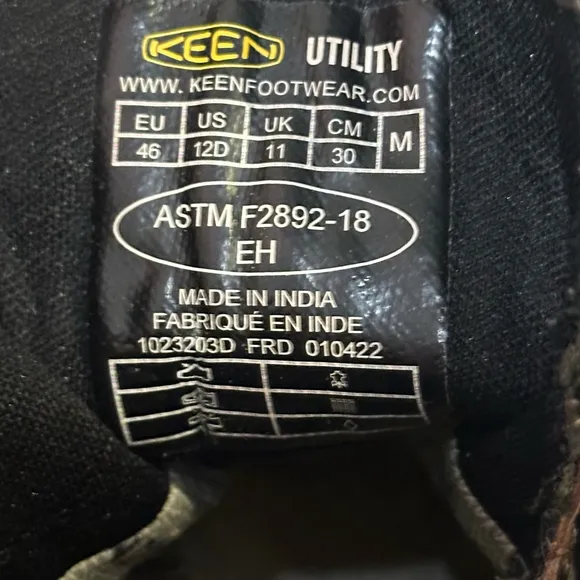 KEEN UTILITY
WWW.KEENFOOTWEAR.COM
EU US UK CM M
46 12D 11 30
ASTM F2892-18
EH
MADE IN INDIA
FABRIQUÉ EN INDE
1023203D FRD 010422